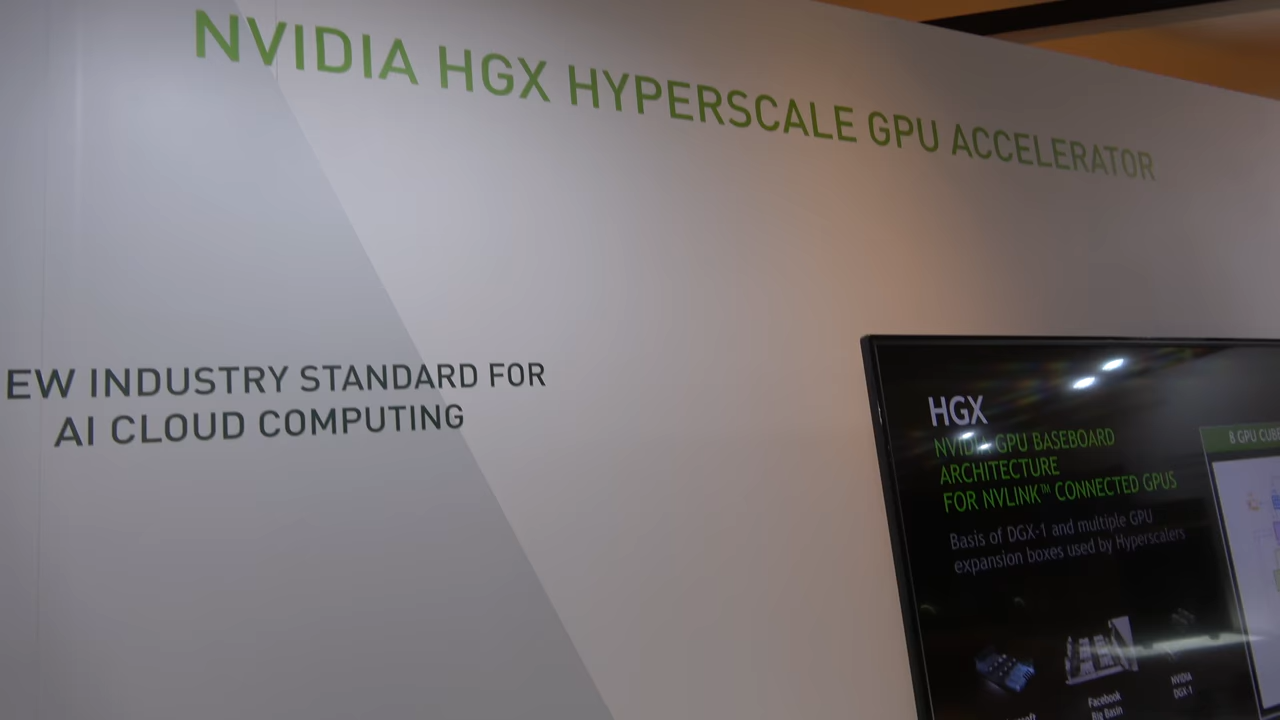 NVIDIA HGX HYPERSCALE GPU ACCELERATOR
EW INDUSTRY STANDARD FOR
AI CLOUD COMPUTING
HGX
NVIDIA GPU BASEBOARD
ARCHITECTURE
FOR NVLINK™ CONNECTED GPUS
Basis of DGX-1 and multiple GPU
expansion boxes used by Hyperscalers
8 GPU CUBE
Facebook
Big Basin
NVIDIA
DGX-1